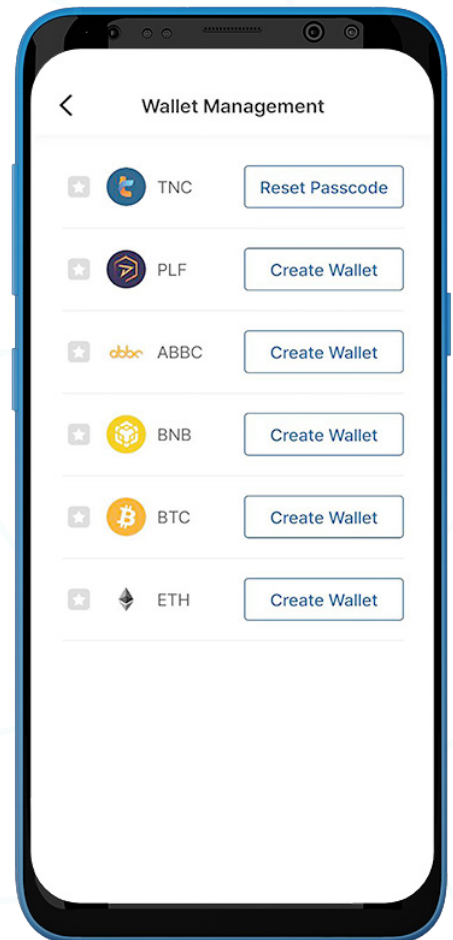 Wallet Management
TNC Reset Passcode
PLF Create Wallet
abbc ABBC Create Wallet
BNB Create Wallet
BTC Create Wallet
ETH Create Wallet